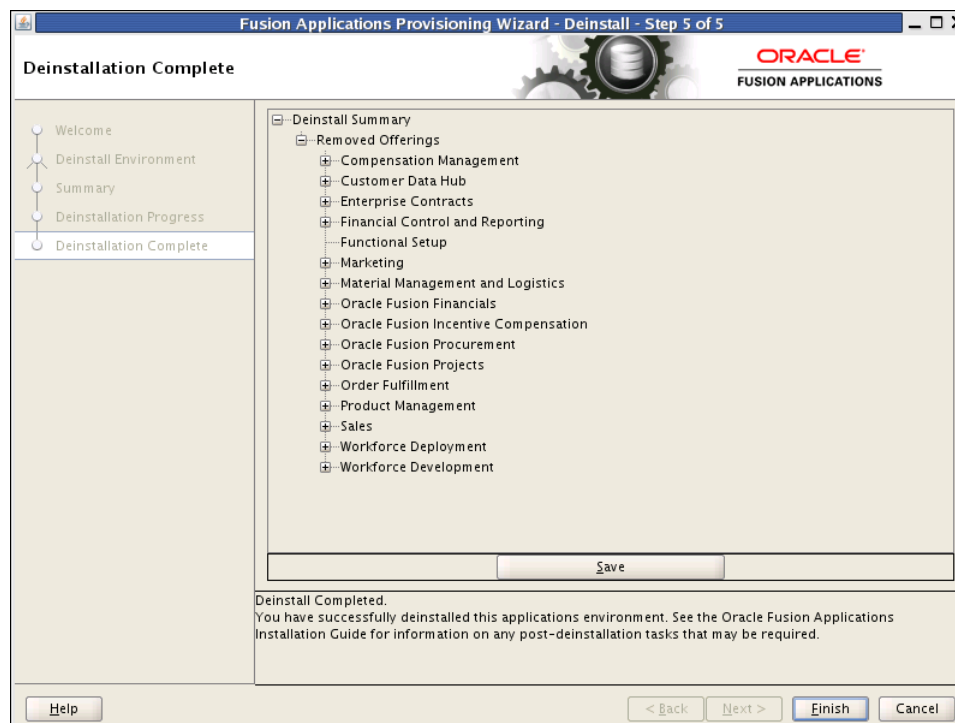 Fusion Applications Provisioning Wizard - Deinstall - Step 5 of 5
Deinstallation Complete
ORACLE
FUSION APPLICATIONS
Welcome
Deinstall Environment
Summary
Deinstallation Progress
Deinstallation Complete
Deinstall Summary
Removed Offerings
Compensation Management
Customer Data Hub
Enterprise Contracts
Financial Control and Reporting
Functional Setup
Marketing
Material Management and Logistics
Oracle Fusion Financials
Oracle Fusion Incentive Compensation
Oracle Fusion Procurement
Oracle Fusion Projects
Order Fulfillment
Product Management
Sales
Workforce Deployment
Workforce Development
Save
Deinstall Completed.
You have successfully deinstalled this applications environment. See the Oracle Fusion Applications
Installation Guide for information on any post-deinstallation tasks that may be required.
Help
< Back
Next >
Finish
Cancel